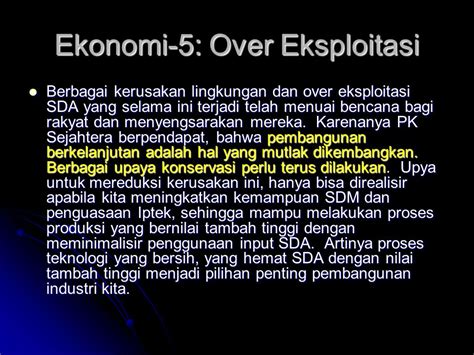 Ekonomi-5: Over Eksploitasi
Berbagai kerusakan lingkungan dan over eksploitasi
SDA yang selama ini terjadi telah menuai bencana bagi
rakyat dan menyengsarakan mereka. Karenanya PK
Sejahtera berpendapat, bahwa pembangunan
berkelanjutan adalah hal yang mutlak dikembangkan.
Berbagai upaya konservasi perlu terus dilakukan. Upya
untuk mereduksi kerusakan ini, hanya bisa direalisir
apabila kita meningkatkan kemampuan SDM dan
penguasaan Iptek, sehingga mampu melakukan proses
produksi yang bernilai tambah tinggi dengan
meminimalisir penggunaan input SDA. Artinya proses
teknologi yang bersih, yang hemat SDA dengan nilai
tambah tinggi menjadi pilihan penting pembangunan
industri kita.